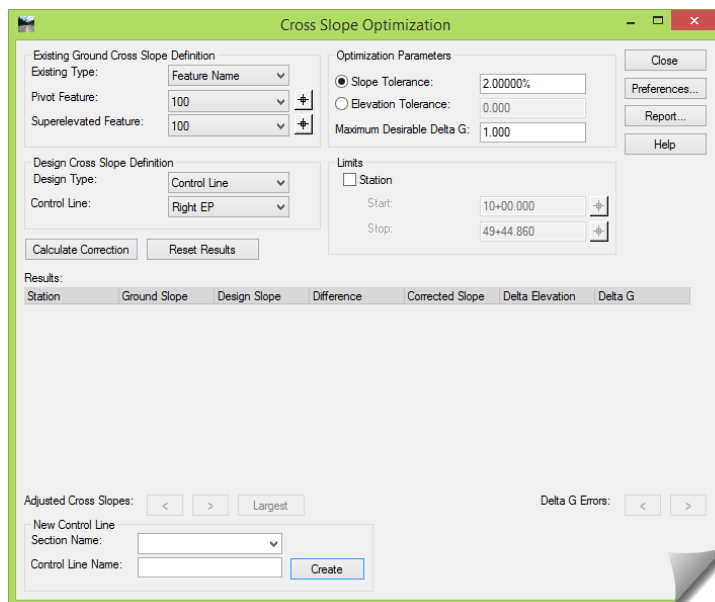 Cross Slope Optimization
Existing Ground Cross Slope Definition
Existing Type: Feature Name
Pivot Feature: 100
Superelevated Feature: 100
Optimization Parameters
Slope Tolerance: 2.00000%
Elevation Tolerance: 0.000
Maximum Desirable Delta G: 1.000
Close
Preferences...
Report...
Help
Design Cross Slope Definition
Design Type: Control Line
Control Line: Right EP
Limits
Station
Start: 10+00.000
Stop: 49+44.860
Calculate Correction Reset Results
Results:
Station Ground Slope Design Slope Difference Corrected Slope Delta Elevation Delta G
Adjusted Cross Slopes: < > Largest Delta G Errors: < >
New Control Line
Section Name:
Control Line Name: Create